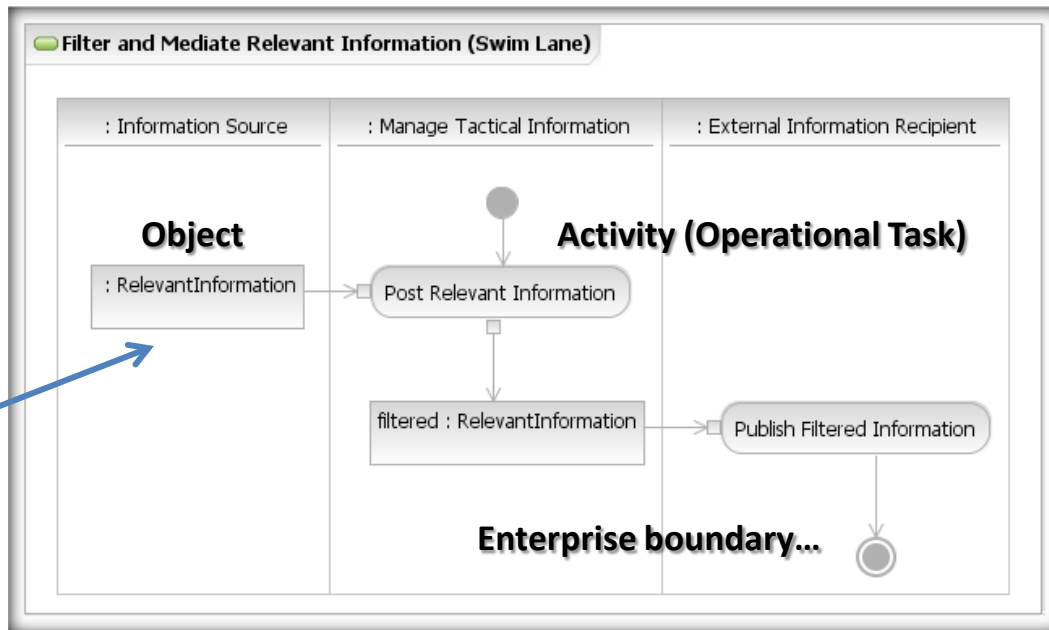 Filter and Mediate Relevant Information (Swim Lane)
: Information Source
: Manage Tactical Information
: External Information Recipient
Object
Activity (Operational Task)
: RelevantInformation
Post Relevant Information
filtered : RelevantInformation
Publish Filtered Information
Enterprise boundary…